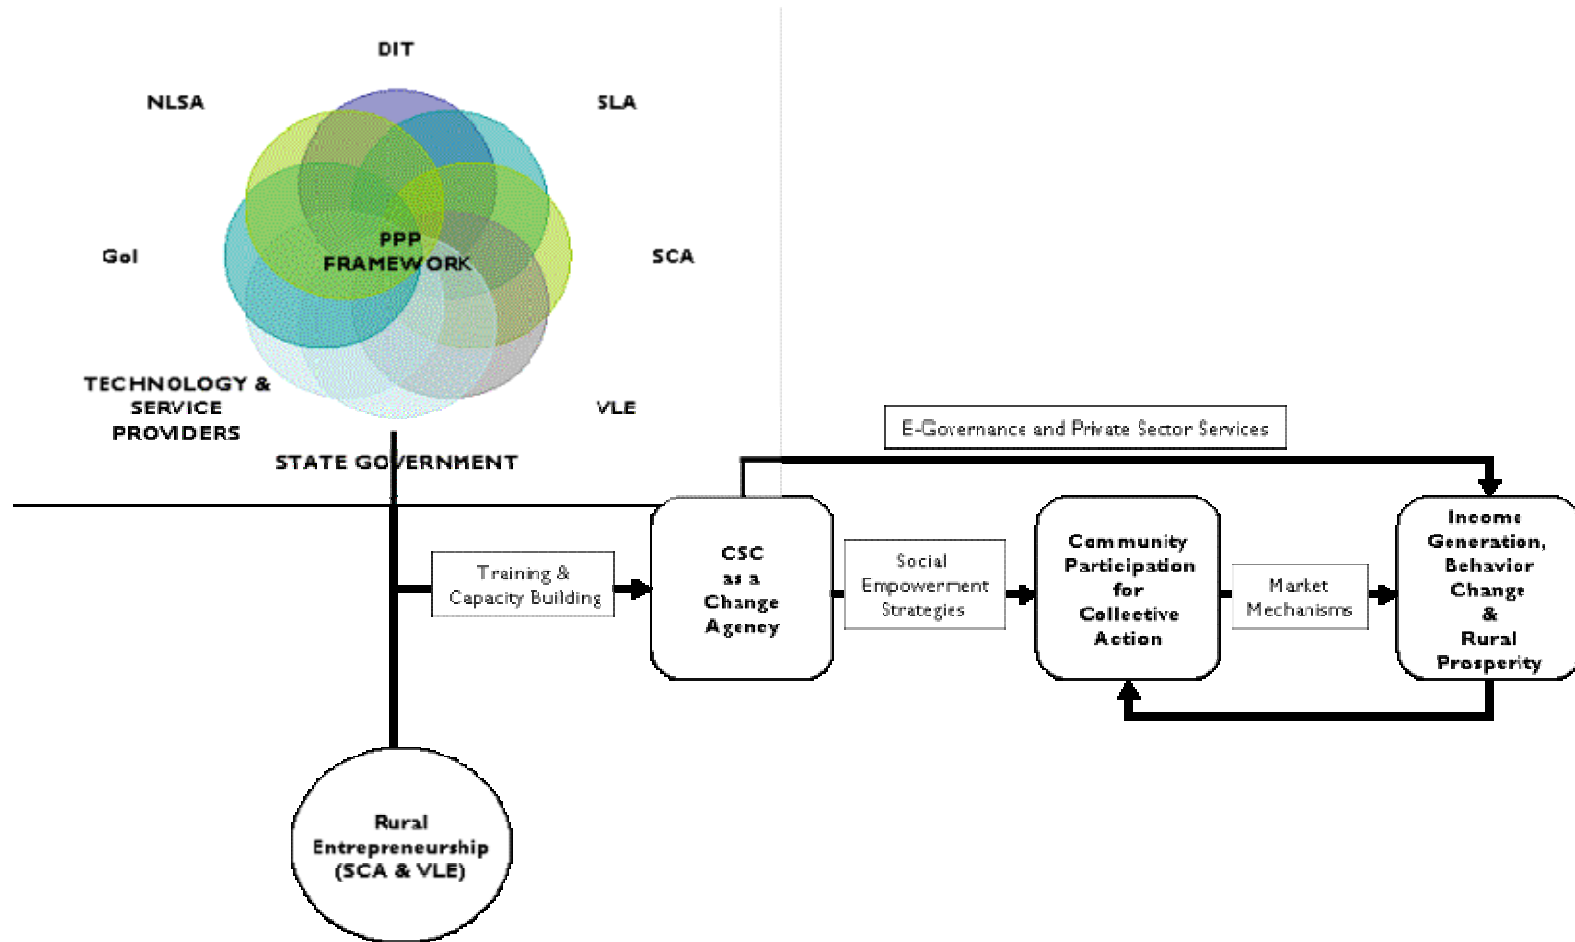 DIT
NLSA
SLA
PPP
FRAMEWORK
GoI
SCA
TECHNOLOGY &
SERVICE
PROVIDERS
VLE
STATE GOVERNMENT
E-Governance and Private Sector Services
Training &
Capacity Building
CSC
as a
Change
Agency
Social
Empowerment
Strategies
Community
Participation
for
Collective
Action
Market
Mechanisms
Income
Generation,
Behavior
Change
&
Rural
Prosperity
Rural
Entrepreneurship
(SCA & VLE)